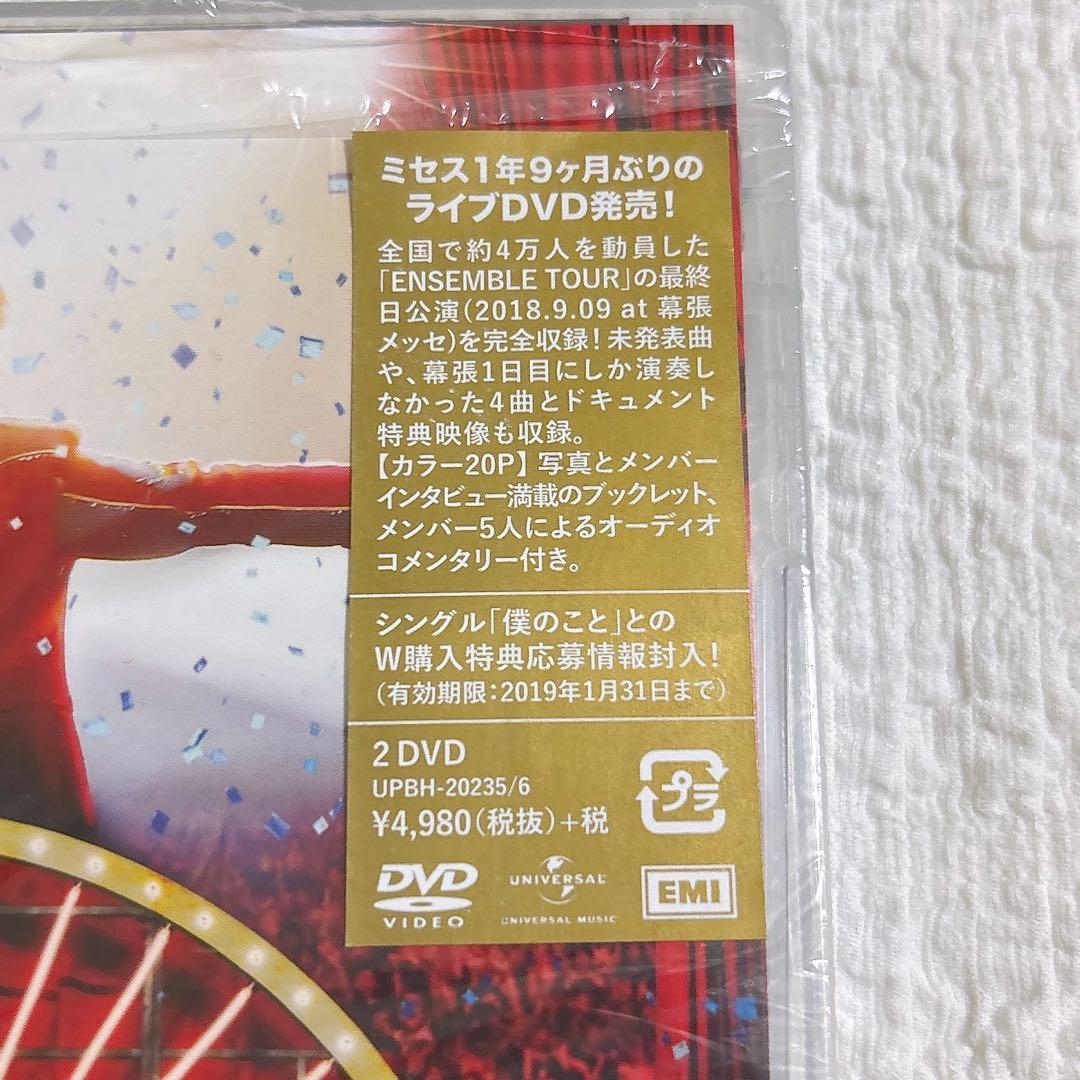 ミセス1年9ヶ月ぶりの
ライブDVD発売！
全国で約4万人を動員した
「ENSEMBLE TOUR」の最終
日公演(2018.9.09 at 幕張
メッセ)を完全収録！未発表曲
や、幕張1日目にしか演奏し
なかった4曲とドキュメント
特典映像も収録。
【カラー20P】写真とメンバー
インタビュー満載のブックレット、
メンバー5人によるオーディオ
コメンタリー付き。
シングル「僕のこと」との
W購入特典応募情報封入！
(有効期限：2019年1月31日まで)
2 DVD
UPBH-20235/6
¥4,980(税抜)+税
プラ
DVD
VIDEO
UNIVERSAL
UNIVERSAL MUSIC
EMI